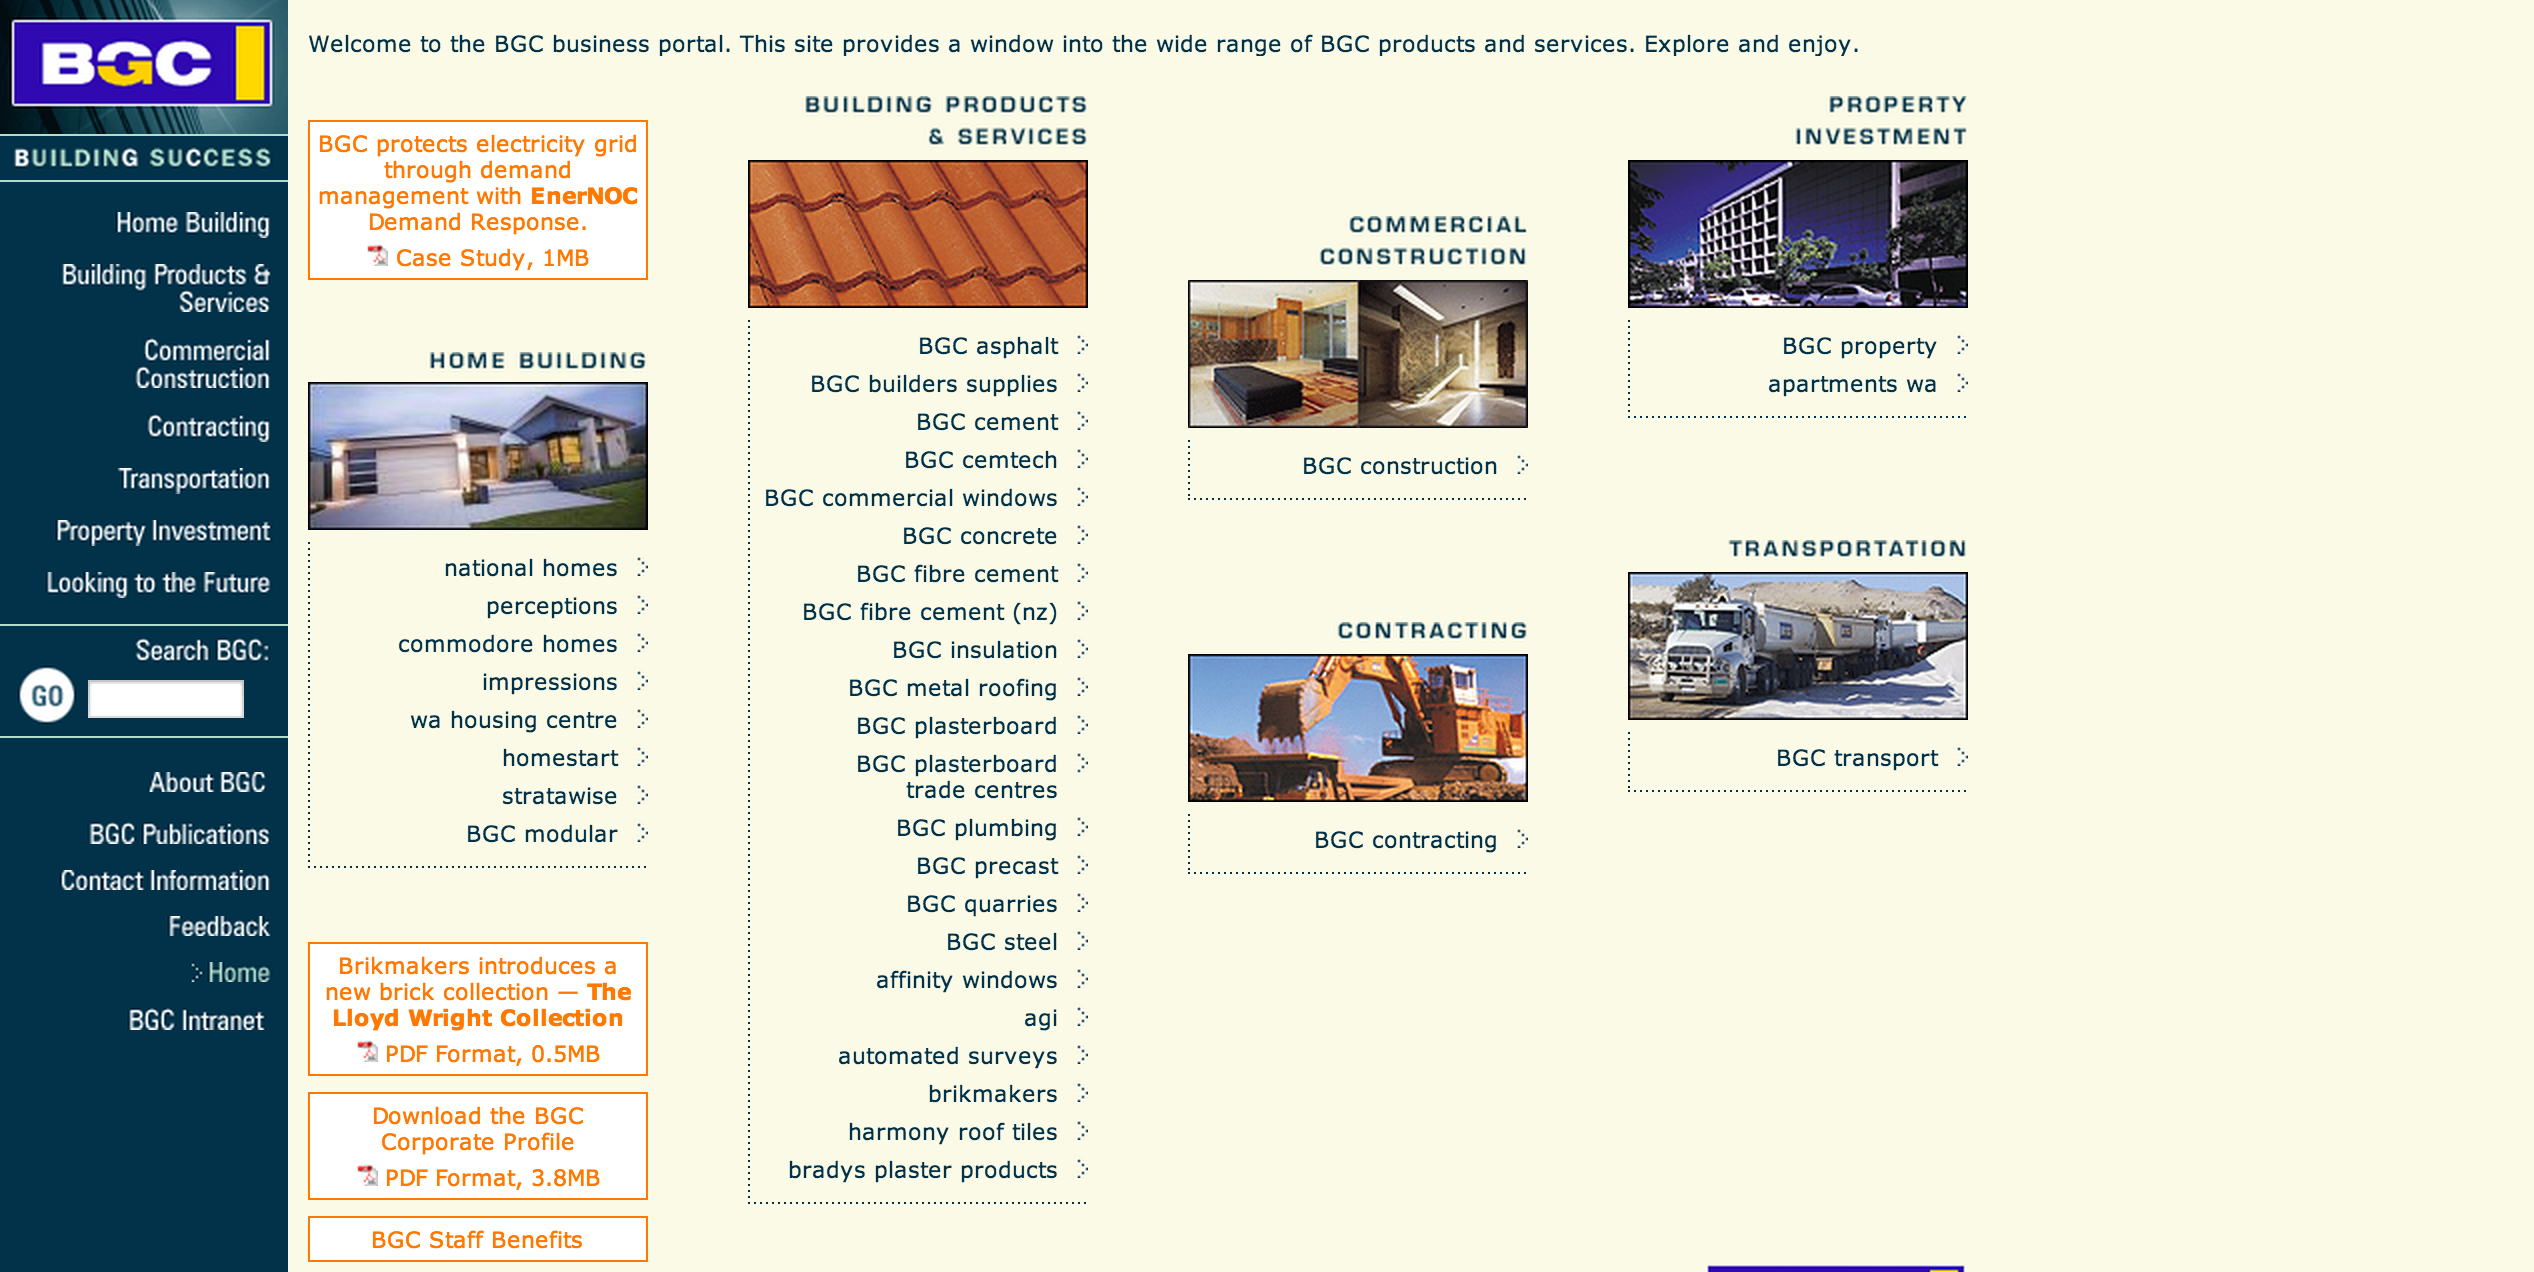 BGC
BUILDING SUCCESS
Home Building
Building Products &
Services
Commercial
Construction
Contracting
Transportation
Property Investment
Looking to the Future
Search BGC:
GO
About BGC
BGC Publications
Contact Information
Feedback
Home
BGC Intranet
Welcome to the BGC business portal. This site provides a window into the wide range of BGC products and services. Explore and enjoy.
BGC protects electricity grid
through demand
management with EnerNOC
Demand Response.
Case Study, 1MB
HOME BUILDING
national homes
perceptions
commodore homes
impressions
wa housing centre
homestart
stratawise
BGC modular
Brikmakers introduces a
new brick collection — The
Lloyd Wright Collection
PDF Format, 0.5MB
Download the BGC
Corporate Profile
PDF Format, 3.8MB
BGC Staff Benefits
BUILDING PRODUCTS
& SERVICES
BGC asphalt
BGC builders supplies
BGC cement
BGC cemtech
BGC commercial windows
BGC concrete
BGC fibre cement
BGC fibre cement (nz)
BGC insulation
BGC metal roofing
BGC plasterboard
BGC plasterboard
trade centres
BGC plumbing
BGC precast
BGC quarries
BGC steel
affinity windows
agi
automated surveys
brikmakers
harmony roof tiles
bradys plaster products
COMMERCIAL
CONSTRUCTION
BGC construction
CONTRACTING
BGC contracting
PROPERTY
INVESTMENT
BGC property
apartments wa
TRANSPORTATION
BGC transport